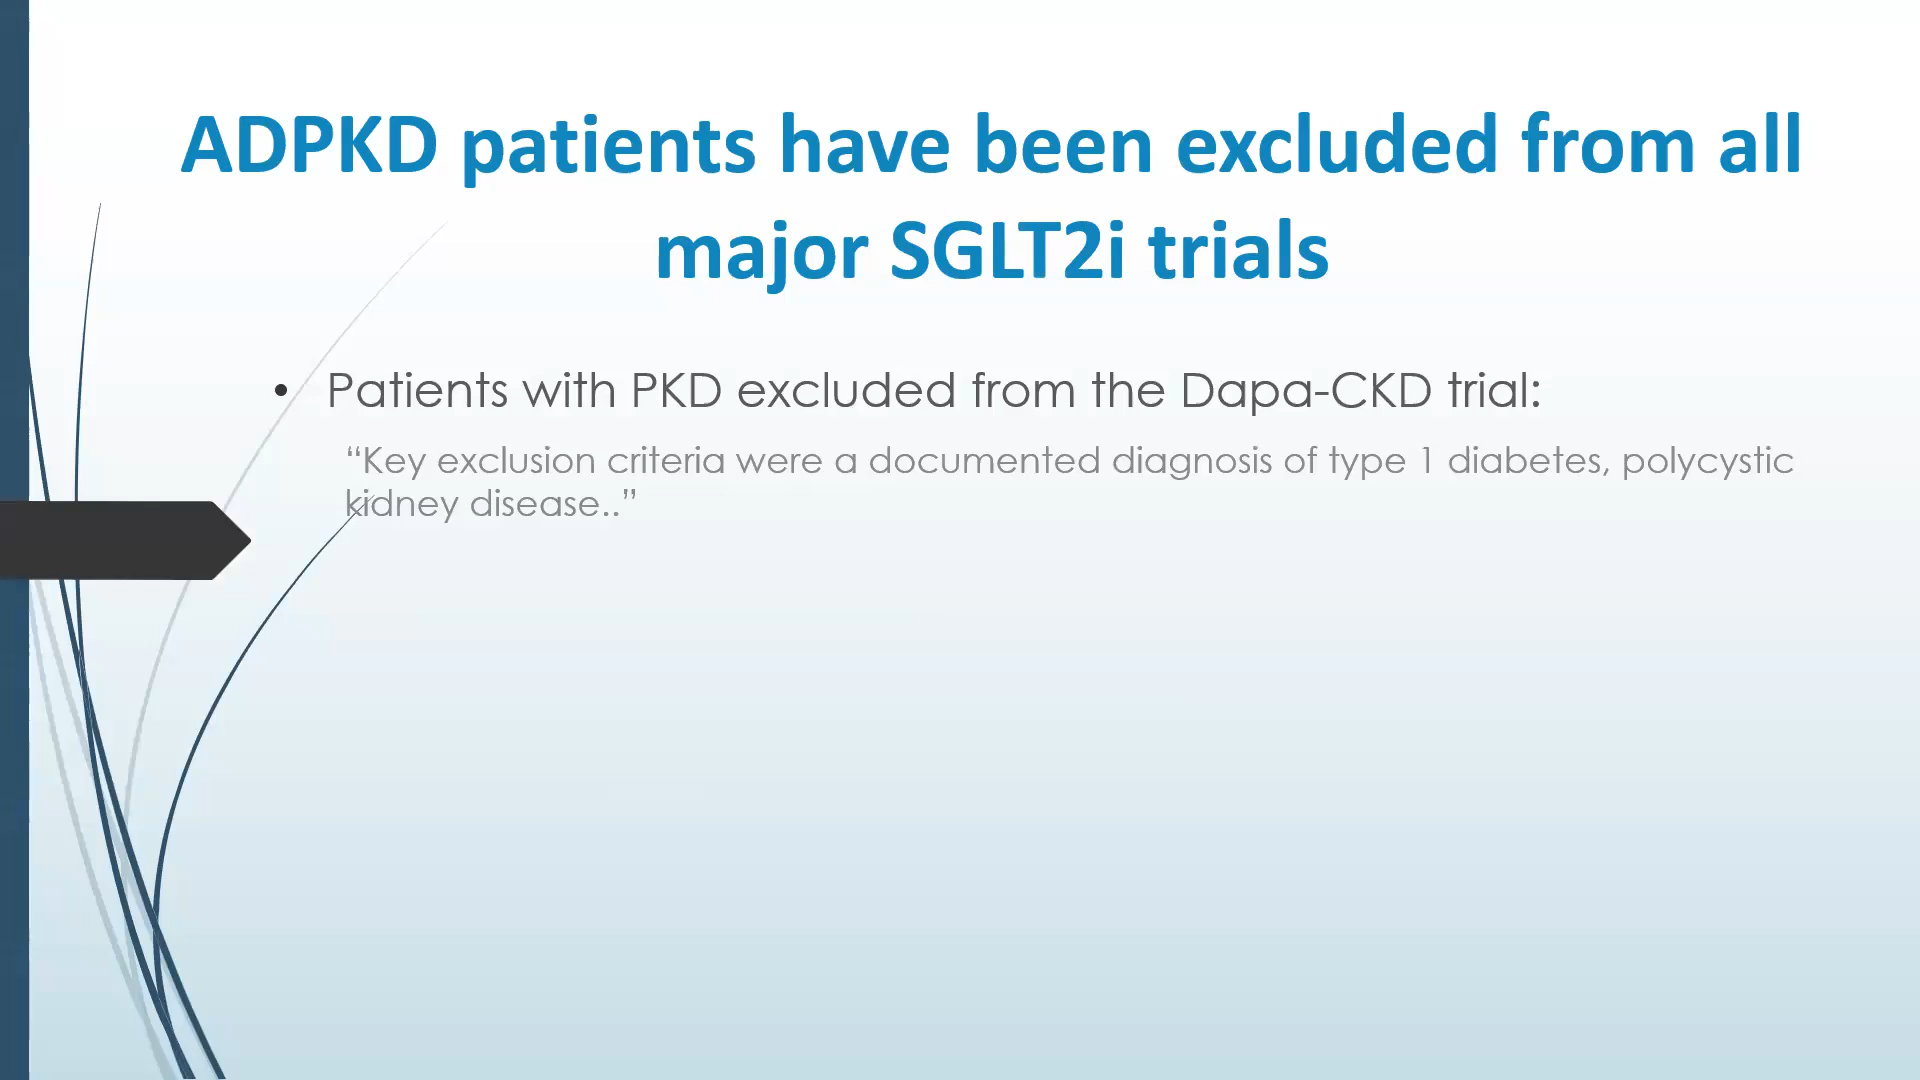 ADPKD patients have been excluded from all
major SGLT2i trials
• Patients with PKD excluded from the Dapa-CKD trial:
“Key exclusion criteria were a documented diagnosis of type 1 diabetes, polycystic
kidney disease..”